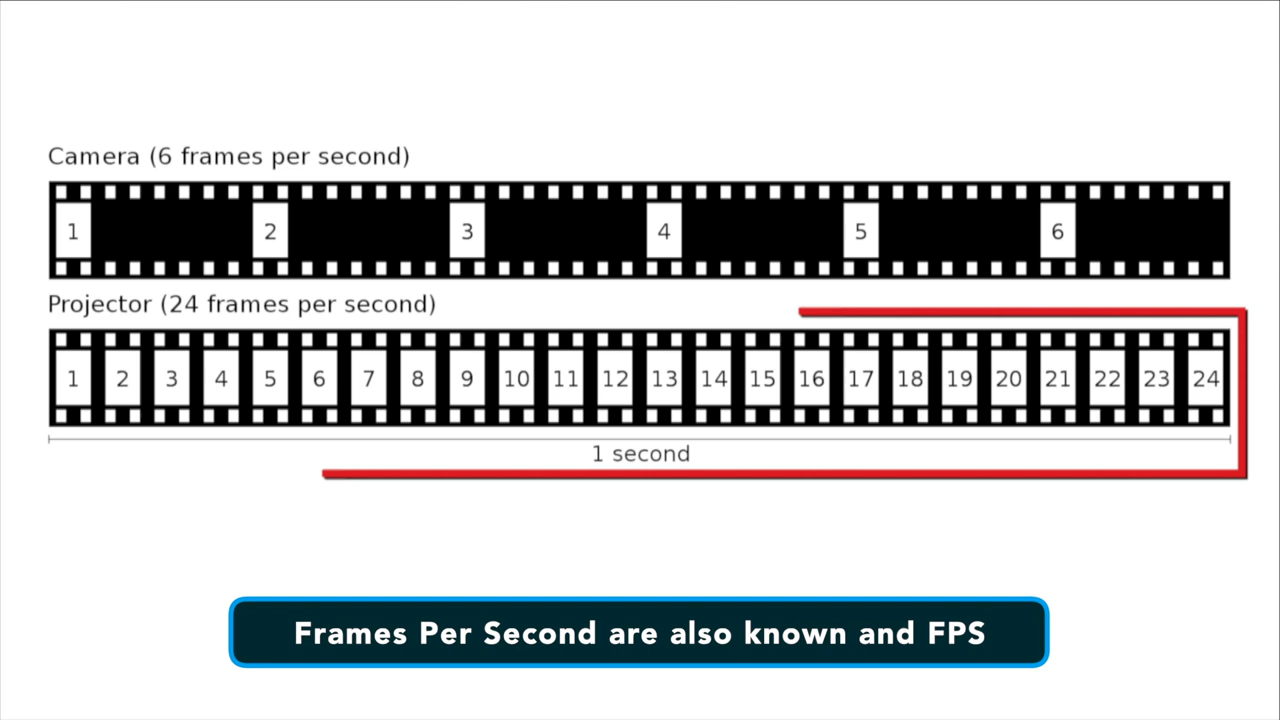 Camera (6 frames per second)
1 2 3 4 5 6
Projector (24 frames per second)
1 2 3 4 5 6 7 8 9 10 11 12 13 14 15 16 17 18 19 20 21 22 23 24
1 second
Frames Per Second are also known and FPS